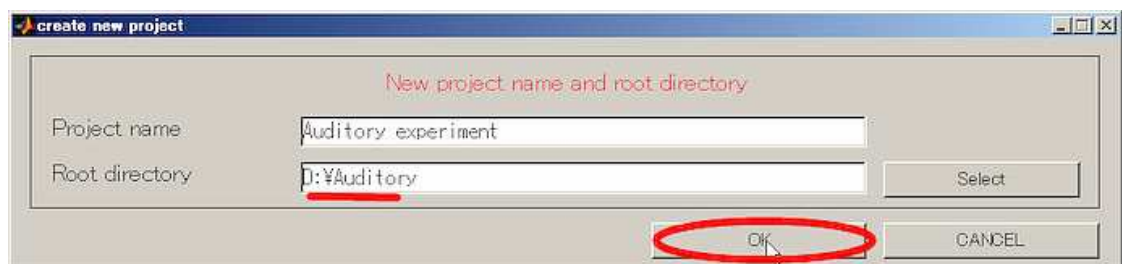 create new project
New project name and root directory
Project name
Auditory experiment
Root directory
D:¥Auditory
Select
OK
CANCEL